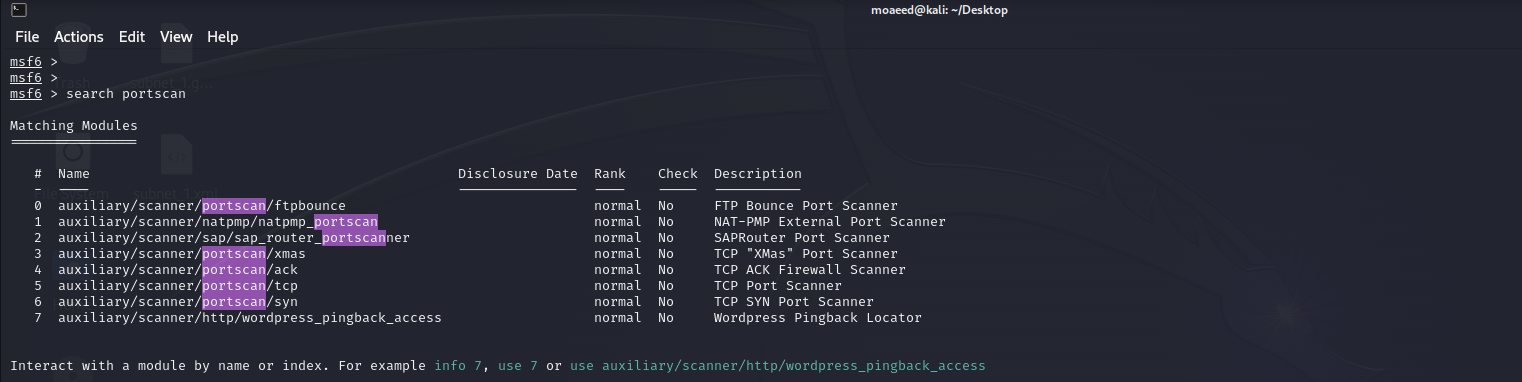 moaeed@kali: ~/Desktop
File Actions Edit View Help
msf6 >
msf6 >
msf6 > search portscan
Matching Modules
================
# Name Disclosure Date Rank Check Description
- ---- --------------- ---- ----- -----------
0 auxiliary/scanner/portscan/ftpbounce normal No FTP Bounce Port Scanner
1 auxiliary/scanner/natpmp/natpmp_portscan normal No NAT-PMP External Port Scanner
2 auxiliary/scanner/sap/sap_router_portscanner normal No SAPRouter Port Scanner
3 auxiliary/scanner/portscan/xmas normal No TCP "XMas" Port Scanner
4 auxiliary/scanner/portscan/ack normal No TCP ACK Firewall Scanner
5 auxiliary/scanner/portscan/tcp normal No TCP Port Scanner
6 auxiliary/scanner/portscan/syn normal No TCP SYN Port Scanner
7 auxiliary/scanner/http/wordpress_pingback_access normal No Wordpress Pingback Locator
Interact with a module by name or index. For example info 7, use 7 or use auxiliary/scanner/http/wordpress_pingback_access